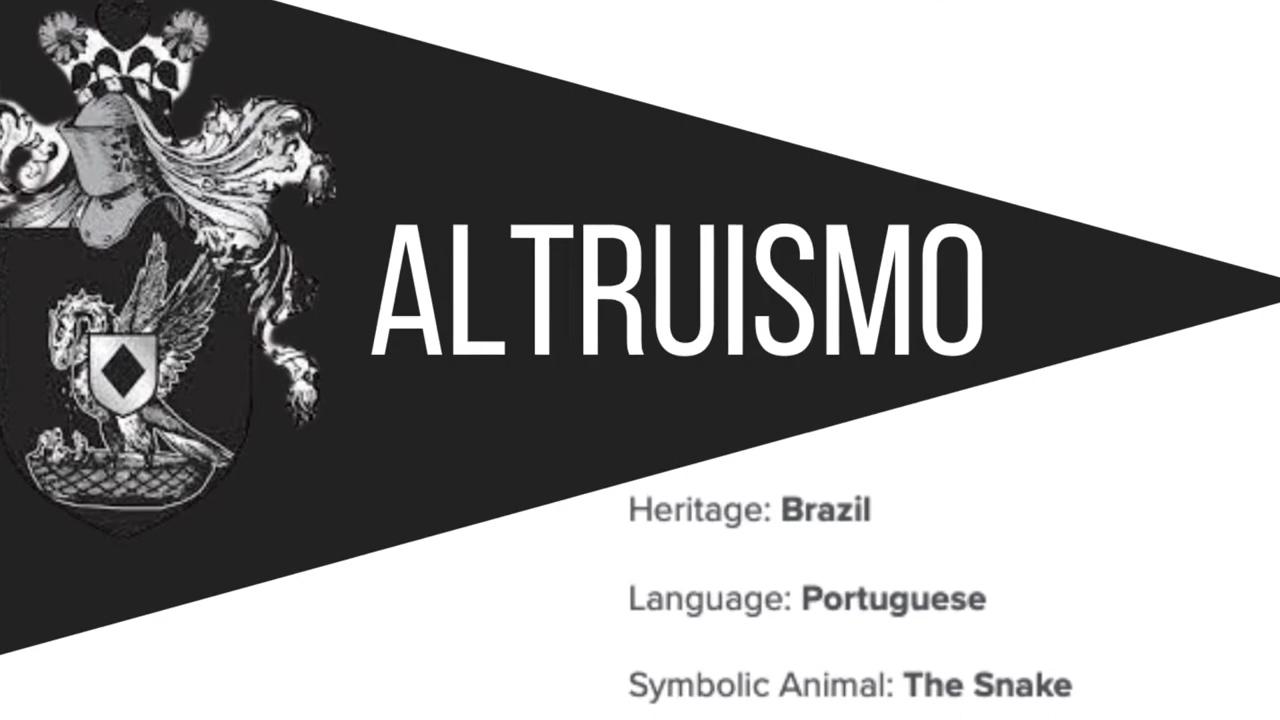 ALTRUISMO
Heritage: Brazil
Language: Portuguese
Symbolic Animal: The Snake